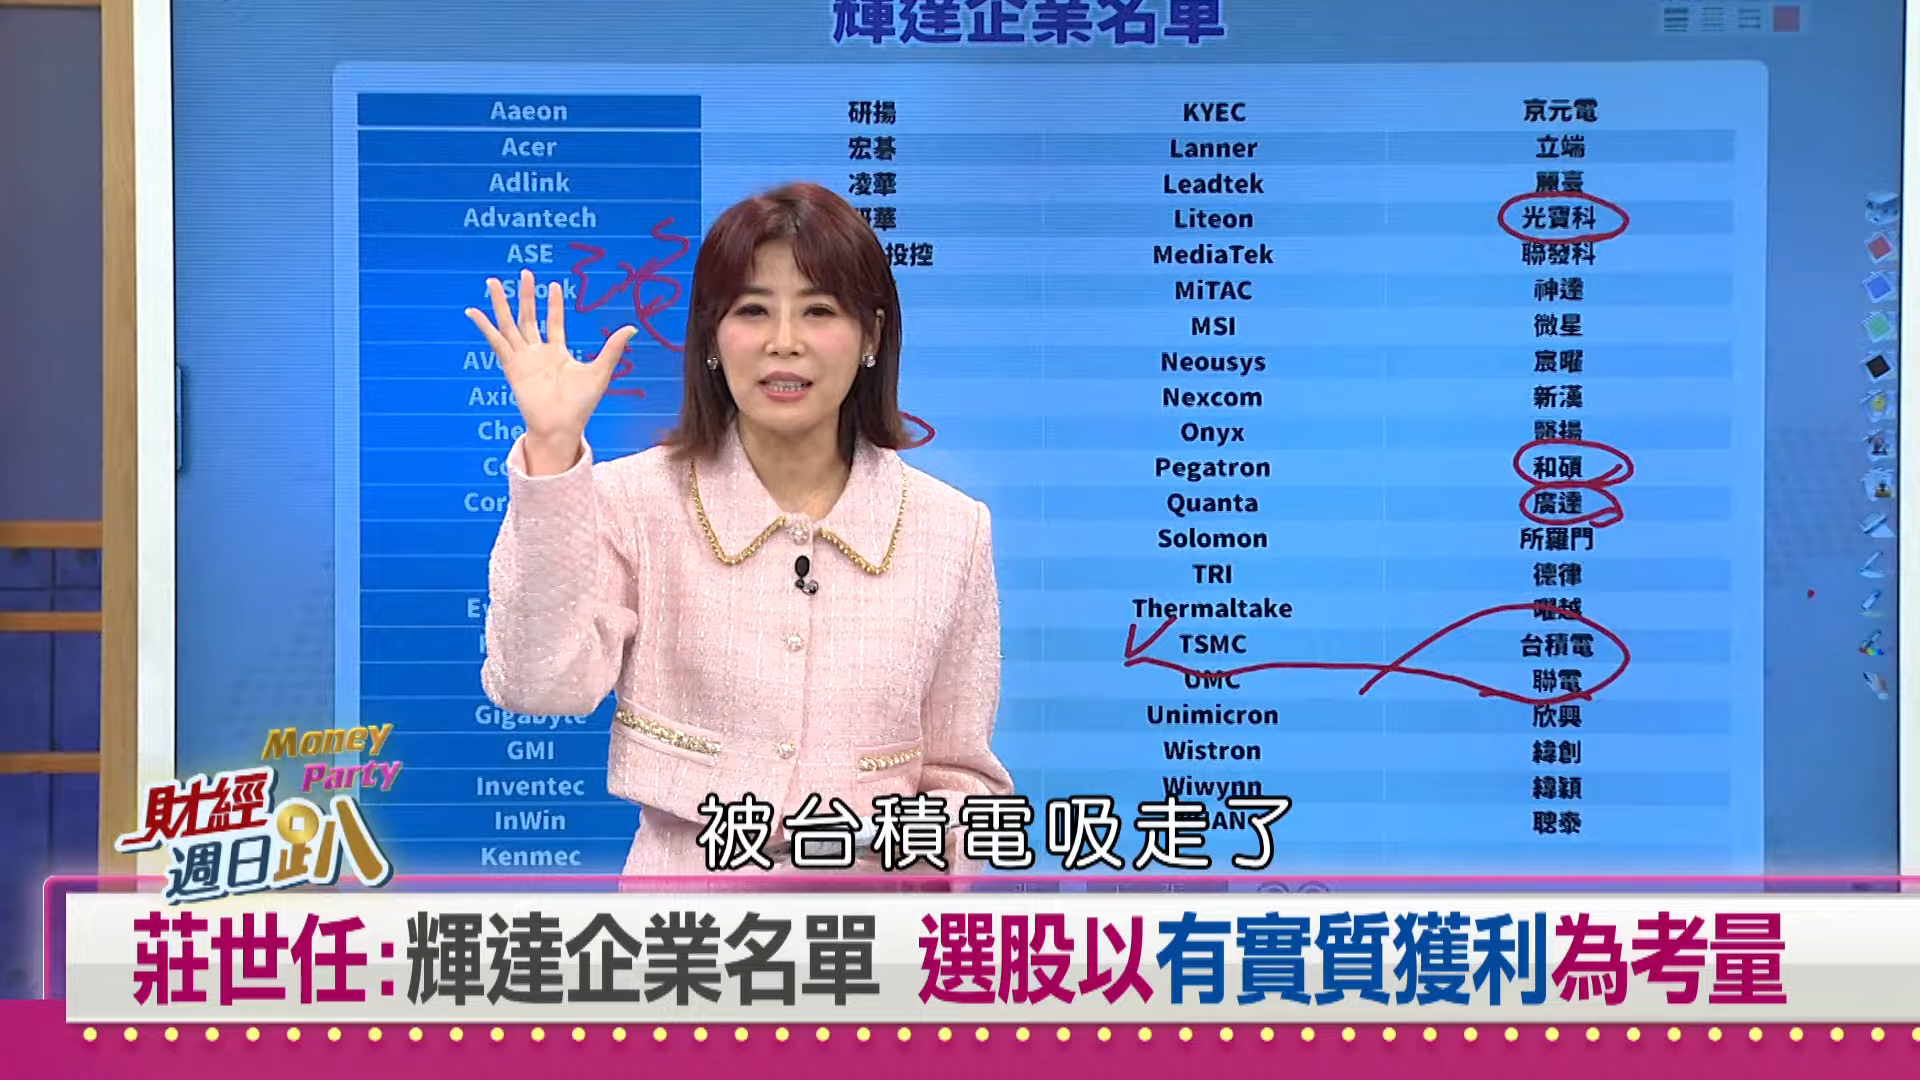 輝達企業名單
Aaeon 研揚 KYEC 京元電
Acer 宏碁 Lanner 立端
Adlink 凌華 Leadtek 麗臺
Advantech 研華 Liteon 光寶科
ASE 投控 MediaTek 聯發科
MiTAC 神達
MSI 微星
Neousys 宸曜
Nexcom 新漢
Onyx 醫揚
Pegatron 和碩
Quanta 廣達
Solomon 所羅門
TRI 德律
Thermaltake 曜越
TSMC 台積電
UMC 聯電
Gigabyte Unimicron 欣興
GMI Wistron 緯創
Inventec Wiwynn 緯穎
InWin 聰泰
Kenmec
被台積電吸走了
Money Party
財經週日趴
莊世任:輝達企業名單 選股以有實質獲利為考量